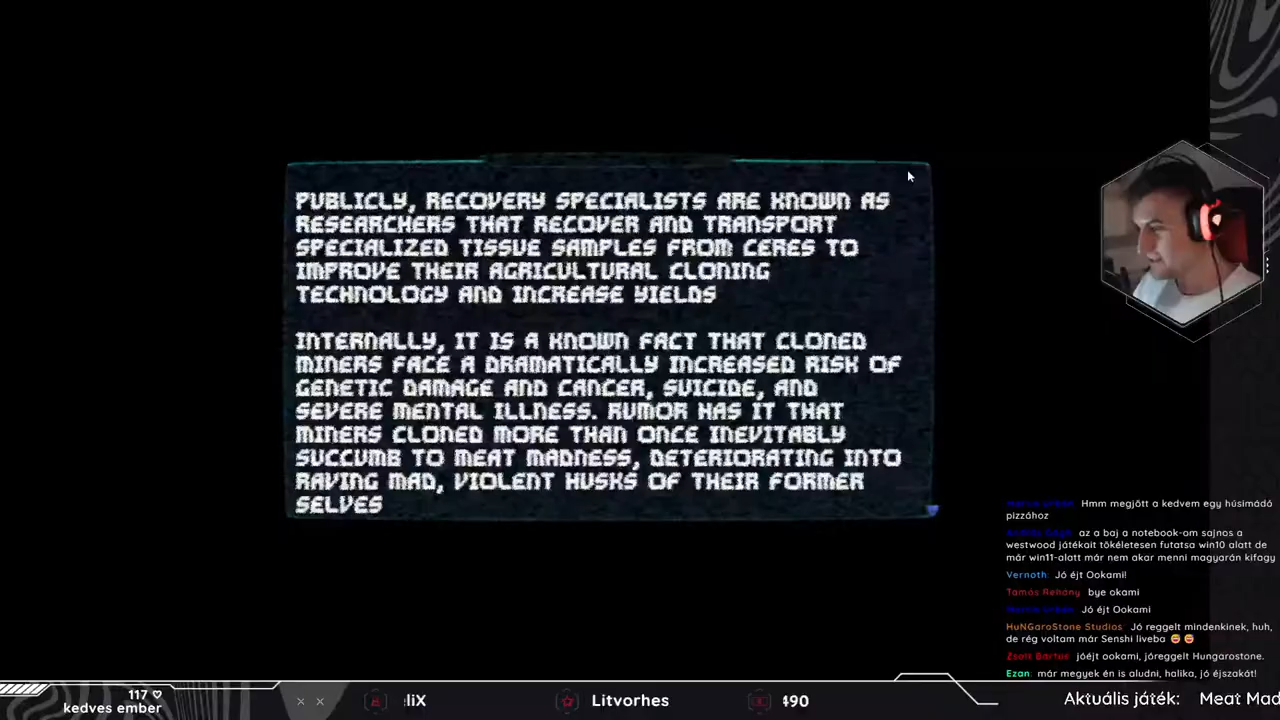 PUBLICLY, RECOVERY SPECIALISTS ARE KNOWN AS
RESEARCHERS THAT RECOVER AND TRANSPORT
SPECIALIZED TISSUE SAMPLES FROM CERES TO
IMPROVE THEIR AGRICULTURAL CLONING
TECHNOLOGY AND INCREASE YIELDS
INTERNALLY, IT IS A KNOWN FACT THAT CLONED
MINERS FACE A DRAMATICALLY INCREASED RISK OF
GENETIC DAMAGE AND CANCER, SUICIDE, AND
SEVERE MENTAL ILLNESS. RUMOR HAS IT THAT
MINERS CLONED MORE THAN ONCE INEVITABLY
SUCCUMB TO MEAT MADNESS, DETERIORATING INTO
RAVING MAD, VIOLENT HUSKS OF THEIR FORMER
SELVES
Hmm megjött a kedvem egy húsimádó
pizzához
az a baj a notebook-om sajnos a
westwood játékait tökéletesen futatsa win10 alatt de
már win11-alatt már nem akar menni magyarán kifagy
Vernoth: Jó éjt Ookami!
Tamás Rehány bye okami
Jó éjt Ookami
HuNGaroStone Studios: Jó reggelt mindenkinek, huh,
de rég voltam már Senshi liveba
Zsolt Bartus jóéjt ookami, jóreggelt Hungarostone.
Ezan: már megyek én is aludni, halika, jó éjszakát!
117
kedves ember
liX
Litvorhes
490
Aktuális játék: Meat Mad